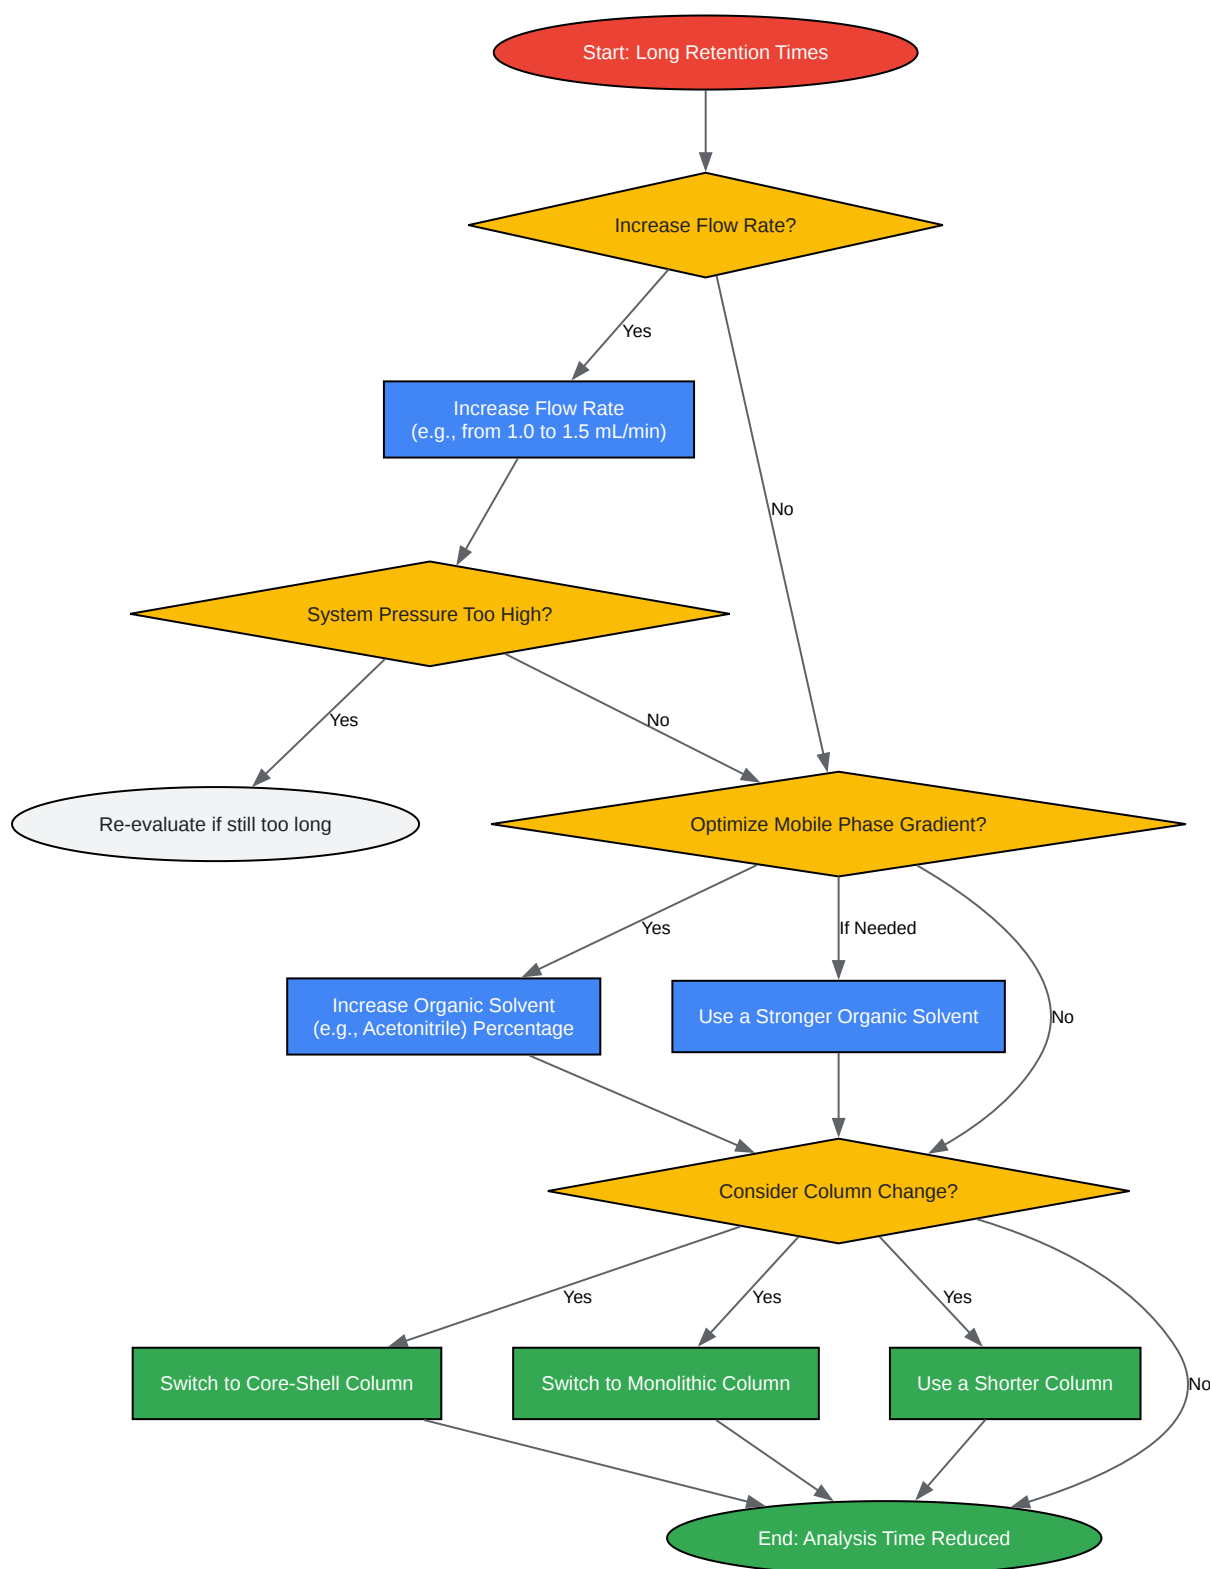 Start: Long Retention Times
Increase Flow Rate?
Yes
Increase Flow Rate
(e.g., from 1.0 to 1.5 mL/min)
No
System Pressure Too High?
Yes
No
Re-evaluate if still too long
Optimize Mobile Phase Gradient?
Yes
If Needed
No
Increase Organic Solvent
(e.g., Acetonitrile) Percentage
Use a Stronger Organic Solvent
Consider Column Change?
Yes
Yes
Yes
No
Switch to Core-Shell Column
Switch to Monolithic Column
Use a Shorter Column
End: Analysis Time Reduced